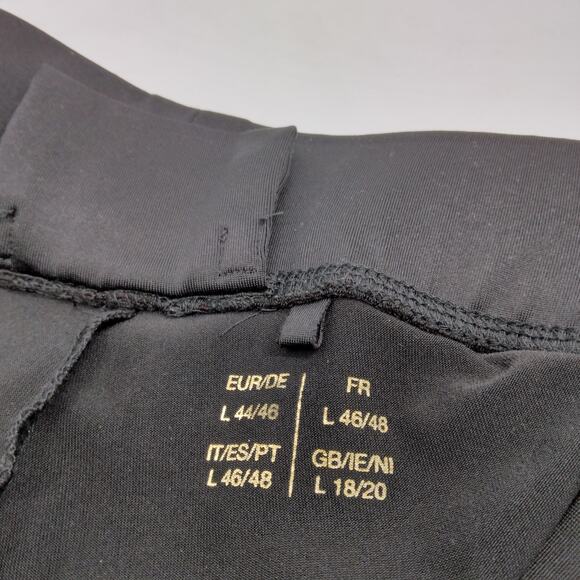 EUR/DE
L 44/46
FR
L 46/48
IT/ES/PT
L 46/48
GB/IE/NI
L 18/20